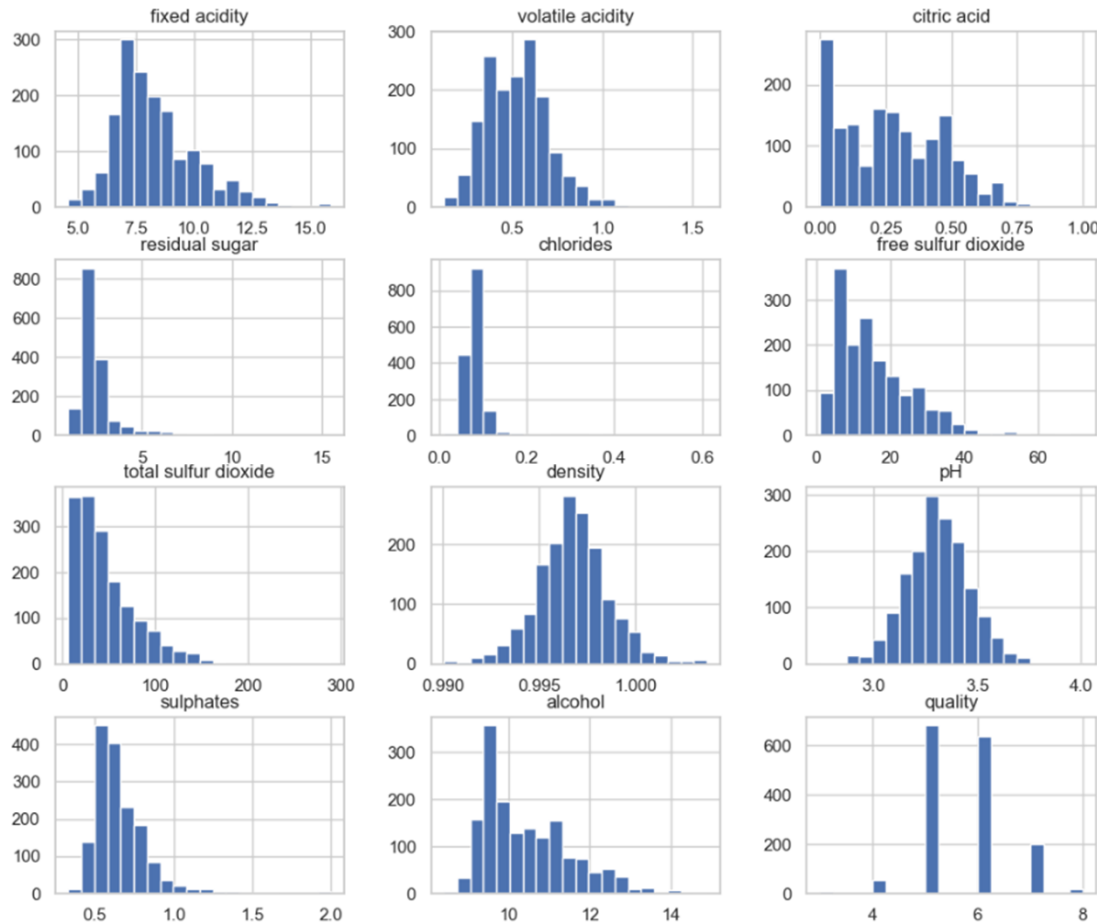 fixed acidity
volatile acidity
citric acid
300
200
100
0
5.0 7.5 10.0 12.5 15.0
300
200
100
0
0.5 1.0 1.5
200
100
0
0.00 0.25 0.50 0.75 1.00
residual sugar
chlorides
free sulfur dioxide
800
600
400
200
0
5 10 15
800
600
400
200
0
0.0 0.2 0.4 0.6
300
200
100
0
0 20 40 60
total sulfur dioxide
density
pH
300
200
100
0
0 100 200 300
200
100
0
0.990 0.995 1.000
300
200
100
0
3.0 3.5 4.0
sulphates
alcohol
quality
400
300
200
100
0
0.5 1.0 1.5 2.0
300
200
100
0
10 12 14
600
400
200
0
4 6 8